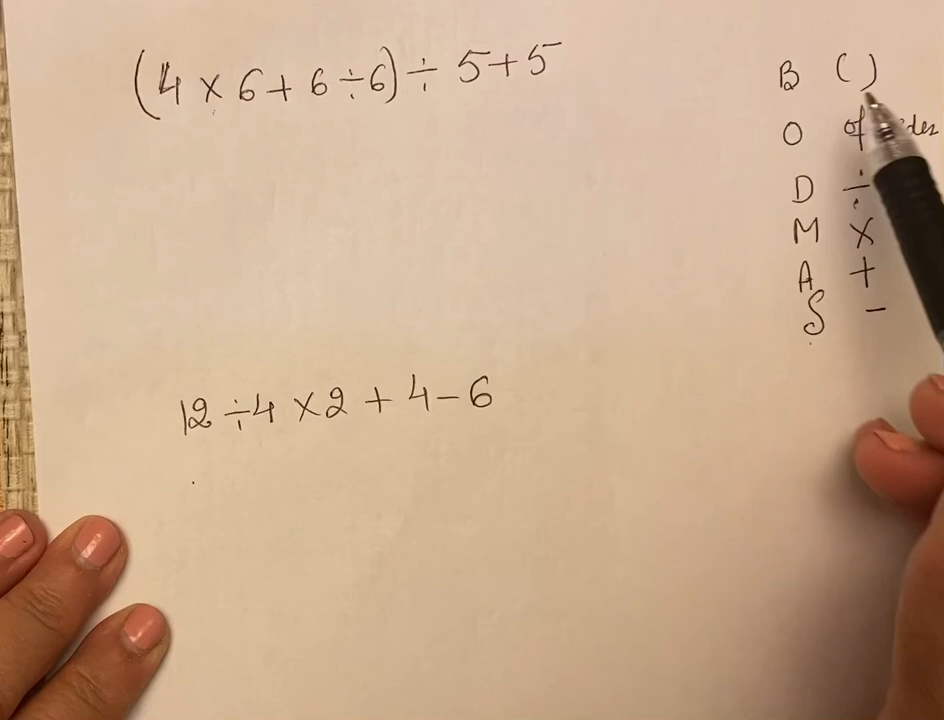 (4 × 6 + 6 ÷ 6) ÷ 5 + 5
B ( )
O of
D ÷
M ×
A +
S -
12 ÷ 4 × 2 + 4 - 6